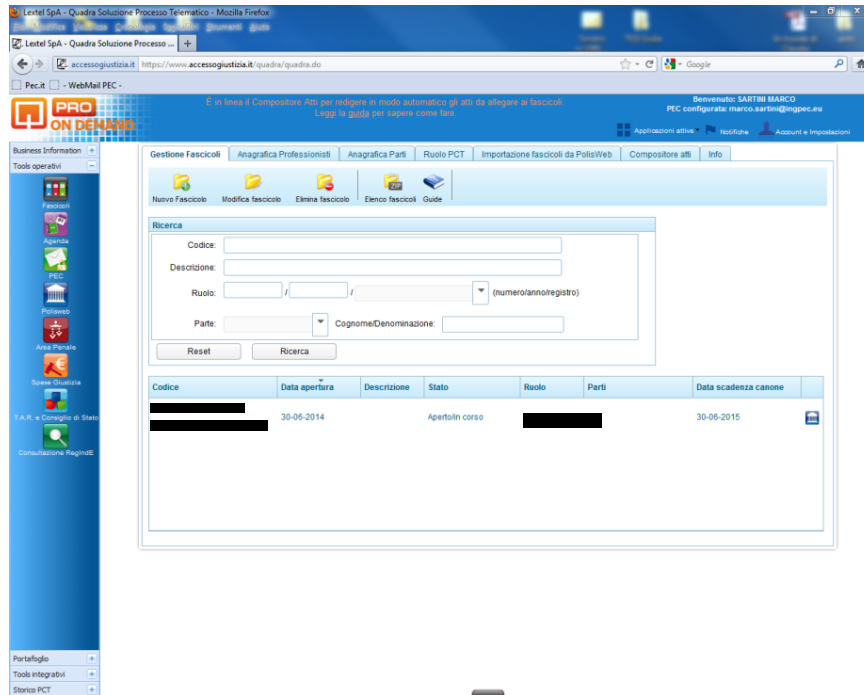 Lextel SpA - Quadra Soluzione Processo Telematico - Mozilla Firefox
Lextel SpA - Quadra Soluzione Processo ... +
accessogiustizia.it https://www.accessogiustizia.it/quadra/quadra.do
Google
Pec.it - WebMail PEC -
PRO
ON DEMAND
È in linea il Compositore Atti per redigere in modo automatico gli atti da allegare ai fascicoli.
Leggi la guida per sapere come fare.
Benvenuto: SARTINI MARCO
PEC configurata: marco.sartini@ingpec.eu
Applicazioni attive Notifiche Account e Impostazioni
Business Information
Tools operativi
Fascicoli
Agenda
PEC
Polisweb
Area Penale
Spese Giustizia
T.A.R. e Consiglio di Stato
Consultazione RegIndE
Portafoglio
Tools integrativi
Storico PCT
Gestione Fascicoli Anagrafica Professionisti Anagrafica Parti Ruolo PCT Importazione fascicoli da PolisWeb Compositore atti Info
Nuovo Fascicolo Modifica fascicolo Elimina fascicolo Elenco fascicoli Guide
ZIP
Ricerca
Codice:
Descrizione:
Ruolo: / / (numero/anno/registro)
Parte: Cognome/Denominazione:
Reset Ricerca
Codice Data apertura Descrizione Stato Ruolo Parti Data scadenza canone
30-06-2014 Aperto/in corso 30-06-2015